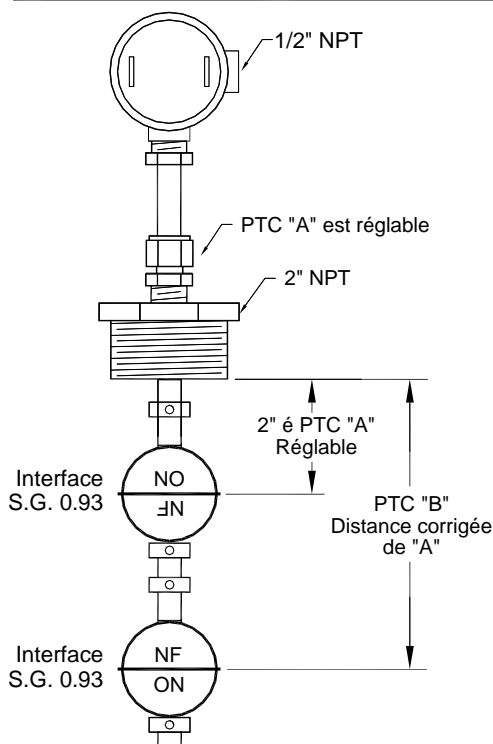 1/2" NPT
PTC "A" est réglable
2" NPT
2" é PTC "A"
Réglable
Interface
S.G. 0.93
NO
NF
PTC "B"
Distance corrigée
de "A"
Interface
S.G. 0.93
NF
NO